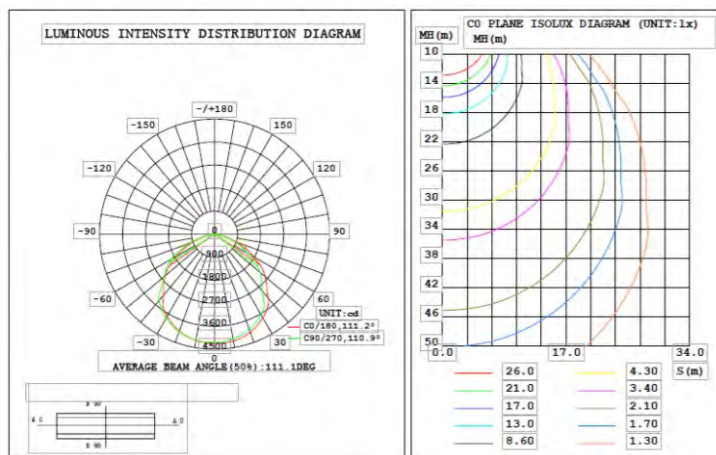 LUMINOUS INTENSITY DISTRIBUTION DIAGRAM
-/+180
-150 150
-120 120
-90 0 90
900
1800
-60 2700 60
UNIT:cd
3600 C0/180,111.2°
-30 30
4500 C90/270,110.9°
0
AVERAGE BEAM ANGLE(50%):111.1DEG
C0 PLANE ISOLUX DIAGRAM (UNIT:lx)
MH(m) MH(m)
10
14
18
22
26
30
34
38
42
46
50
0.0 17.0 34.0
S(m)
26.0 4.30
21.0 3.40
17.0 2.10
13.0 1.70
8.60 1.30